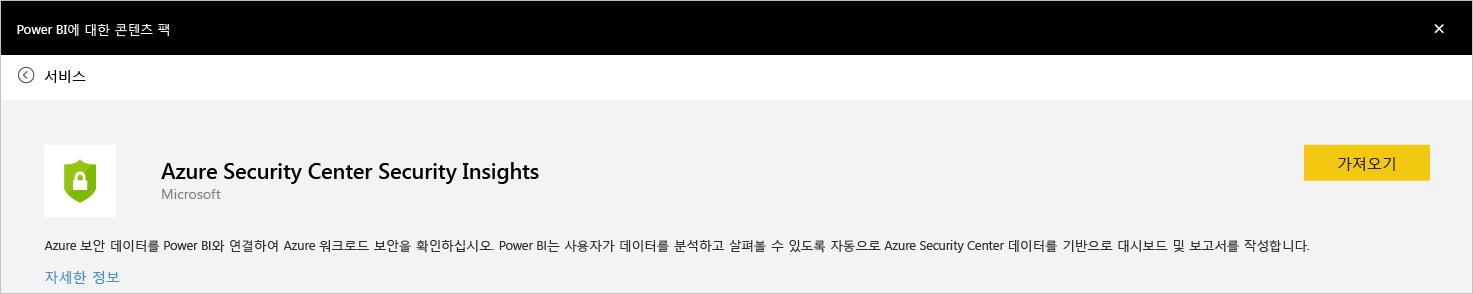 Power BI에 대한 콘텐츠 팩
서비스
Azure Security Center Security Insights
Microsoft
가져오기
Azure 보안 데이터를 Power BI와 연결하여 Azure 워크로드 보안을 확인하십시오. Power BI는 사용자가 데이터를 분석하고 살펴볼 수 있도록 자동으로 Azure Security Center 데이터를 기반으로 대시보드 및 보고서를 작성합니다.
자세한 정보